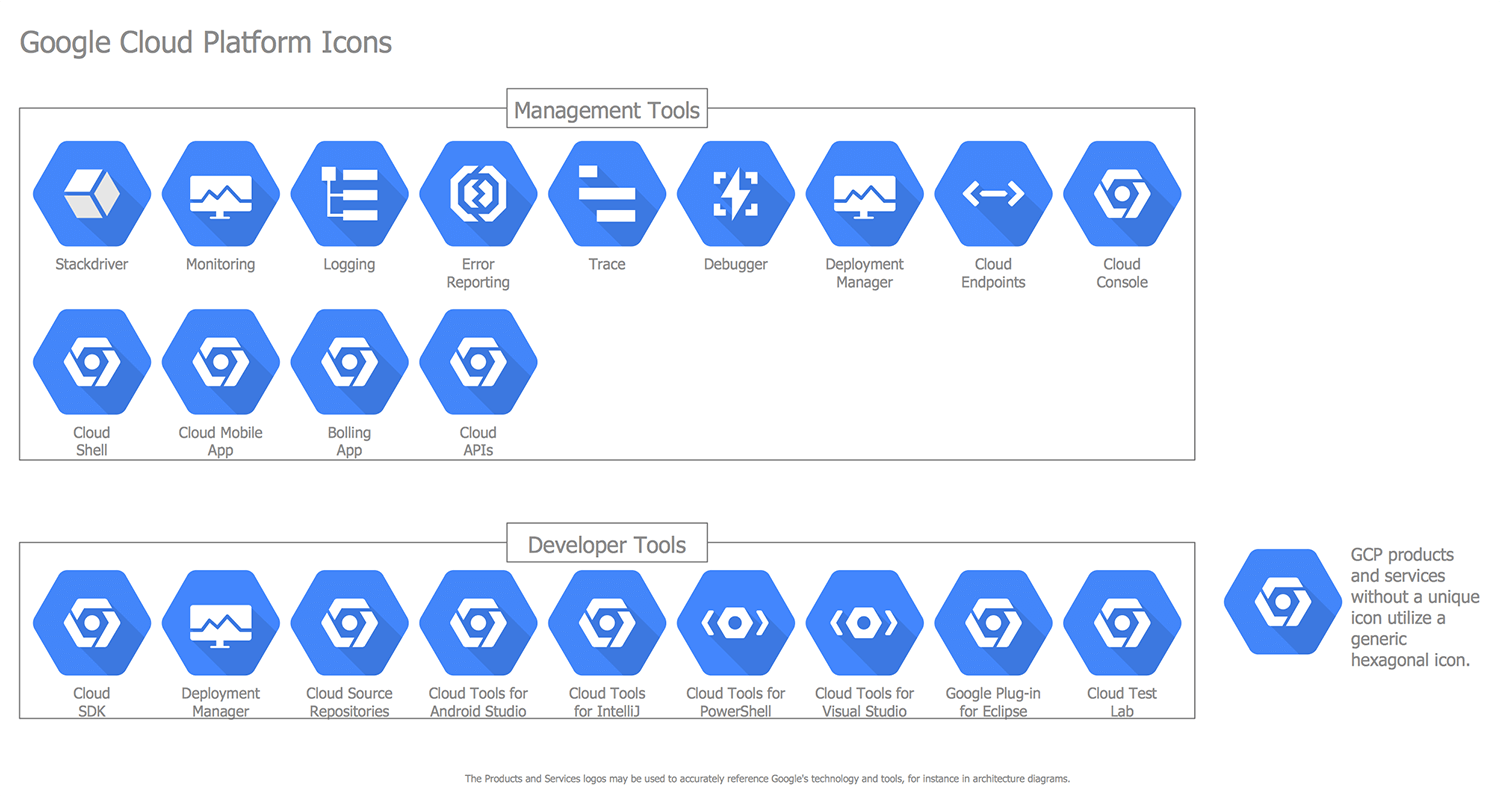 Google Cloud Platform Icons
Management Tools
Stackdriver
Monitoring
Logging
Error
Reporting
Trace
Debugger
Deployment
Manager
Cloud
Endpoints
Cloud
Console
Cloud
Shell
Cloud Mobile
App
Bolling
App
Cloud
APIs
Developer Tools
Cloud
SDK
Deployment
Manager
Cloud Source
Repositories
Cloud Tools for
Android Studio
Cloud Tools
for IntelliJ
Cloud Tools for
PowerShell
Cloud Tools for
Visual Studio
Google Plug-in
for Eclipse
Cloud Test
Lab
GCP products
and services
without a unique
icon utilize a
generic
hexagonal icon.
The Products and Services logos may be used to accurately reference Google's technology and tools, for instance in architecture diagrams.